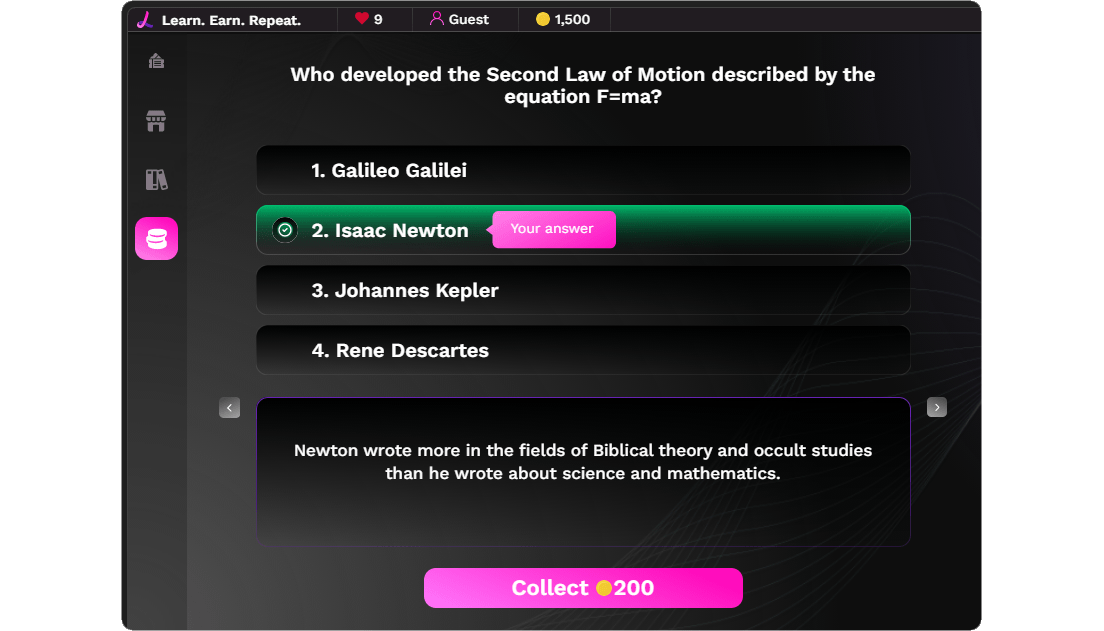 Learn. Earn. Repeat.
9
Guest
1,500
Who developed the Second Law of Motion described by the
equation F=ma?
1. Galileo Galilei
2. Isaac Newton
Your answer
3. Johannes Kepler
4. Rene Descartes
Newton wrote more in the fields of Biblical theory and occult studies
than he wrote about science and mathematics.
Collect 200